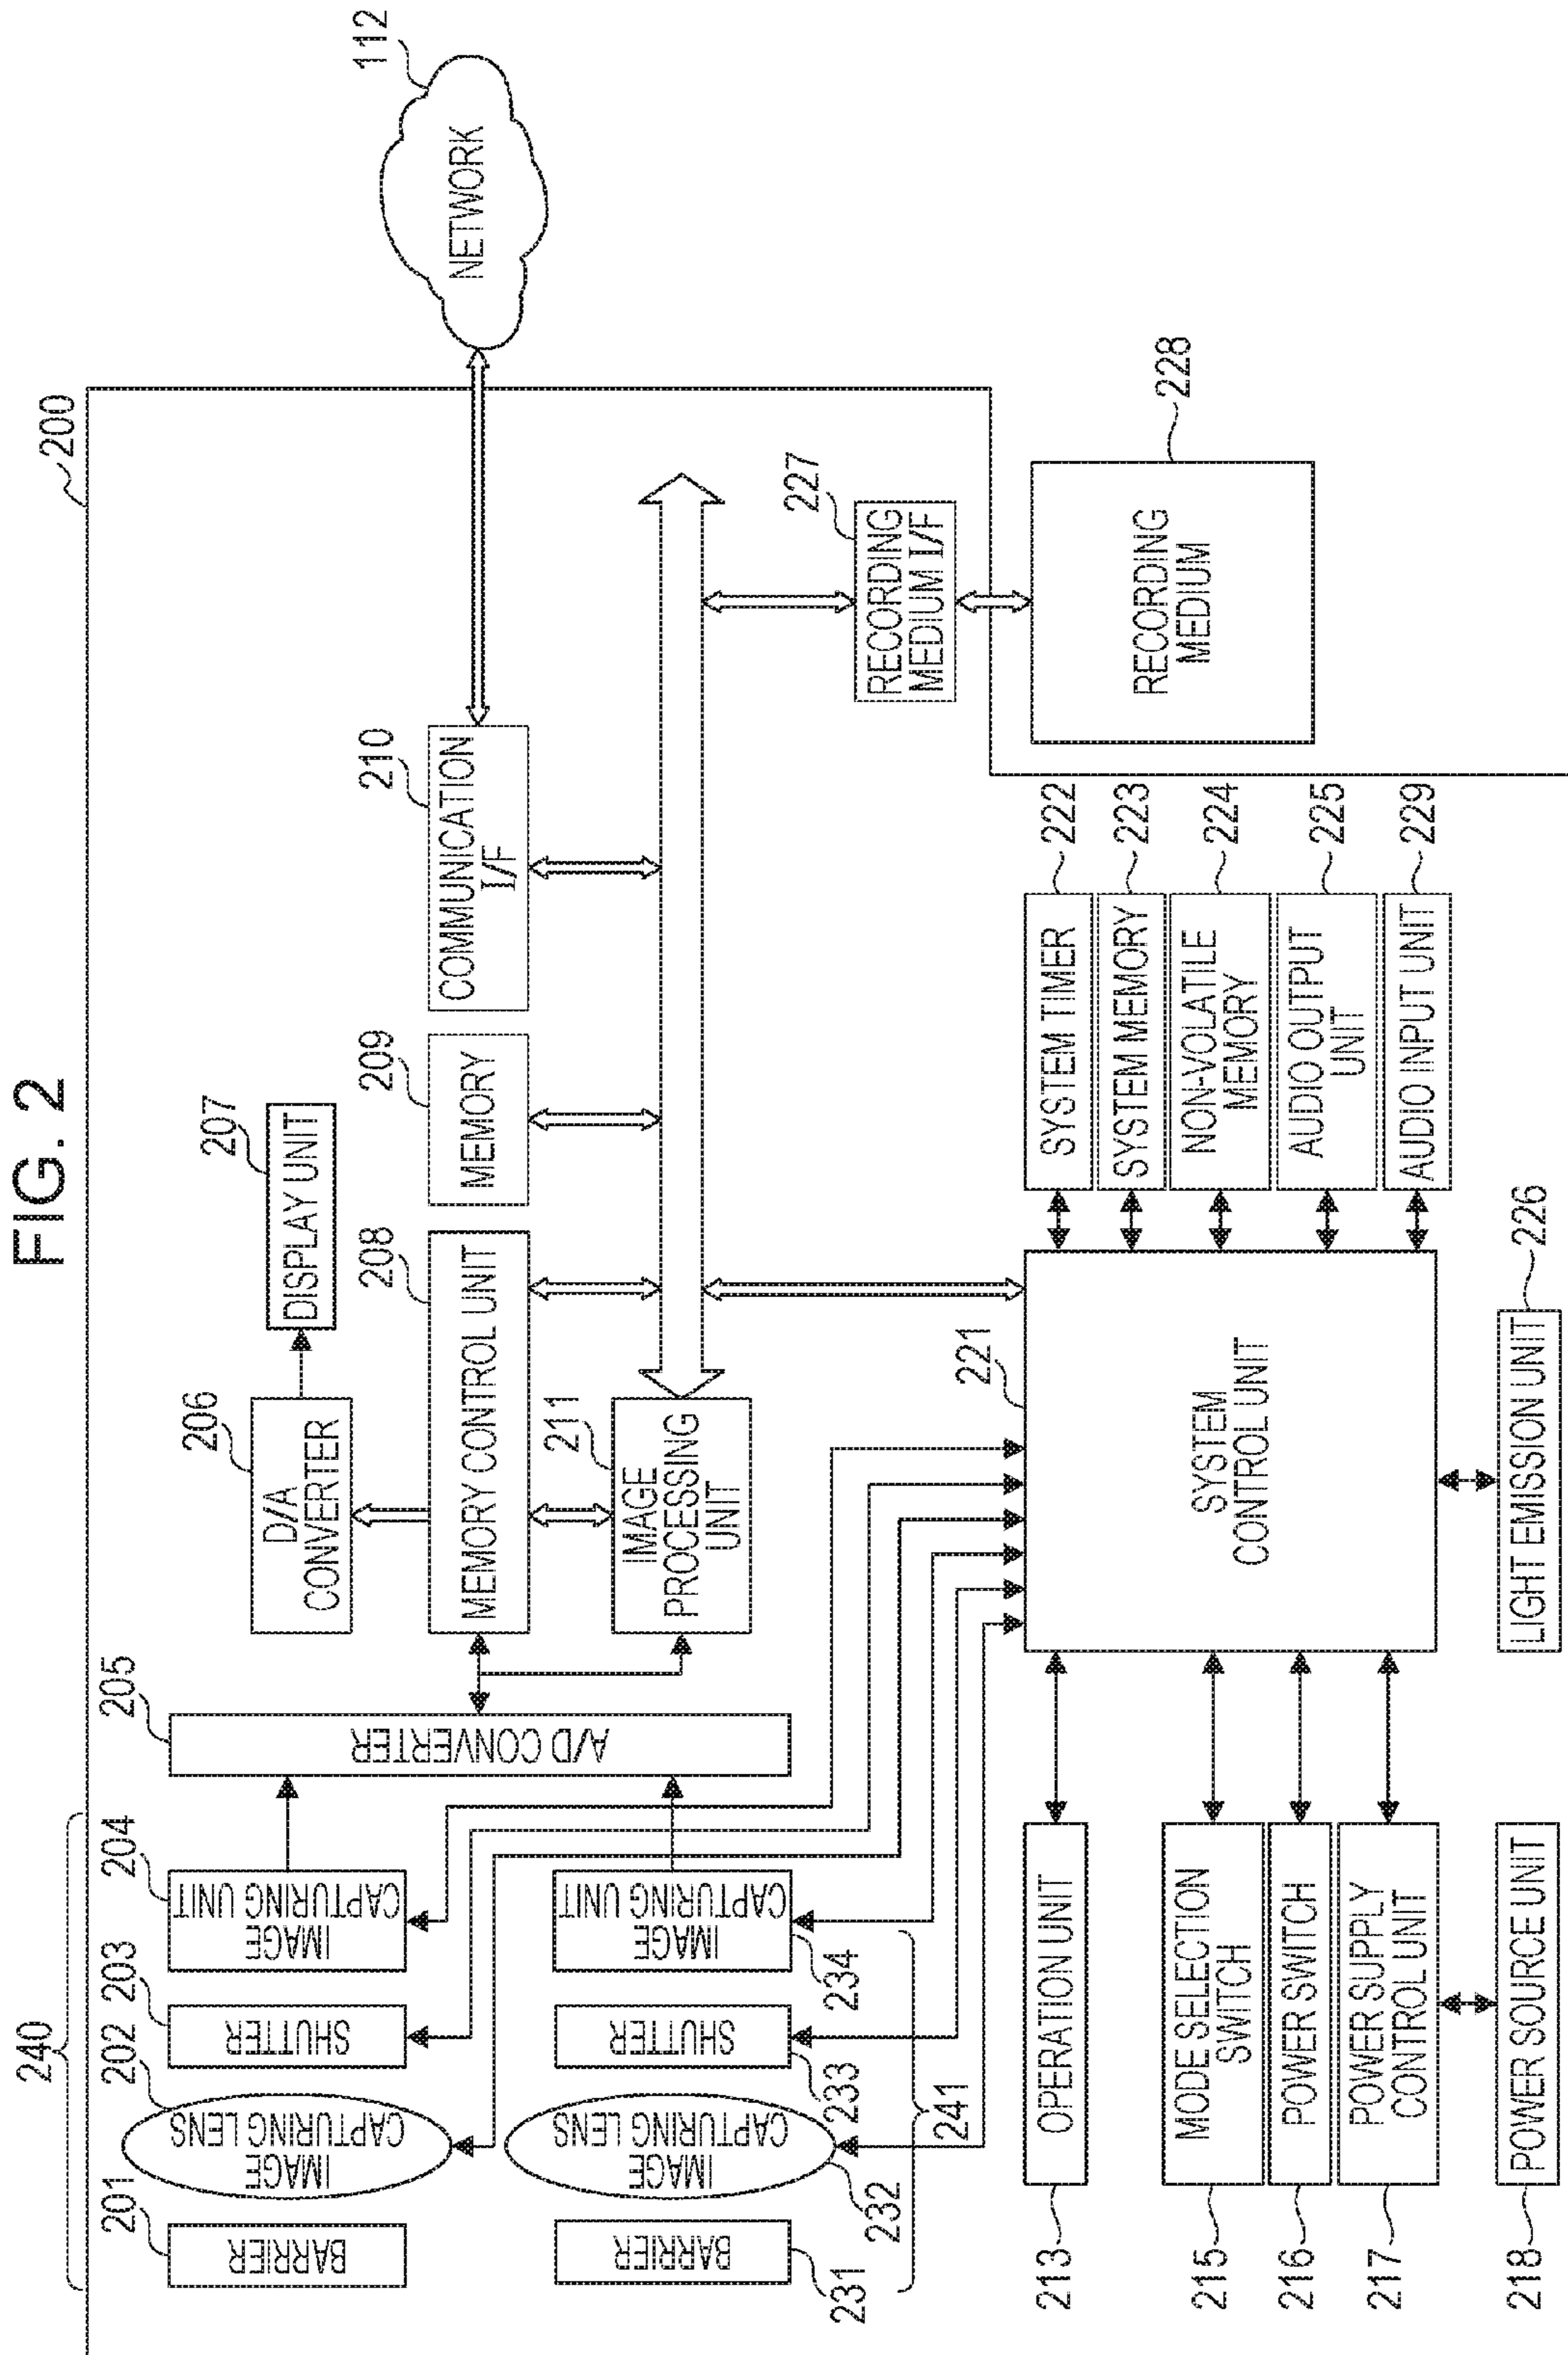 FIG. 2
200
240
201
BARRIER
202
IMAGE
CAPTURING LENS
203
SHUTTER
204
IMAGE
CAPTURING UNIT
205
A/D CONVERTER
206
D/A
CONVERTER
207
DISPLAY UNIT
208
MEMORY CONTROL UNIT
209
MEMORY
210
COMMUNICATION
I/F
NETWORK
112
211
IMAGE
PROCESSING
UNIT
BARRIER
231
IMAGE
CAPTURING LENS
232
SHUTTER
233
IMAGE
CAPTURING UNIT
234
241
227
RECORDING
MEDIUM I/F
228
RECORDING
MEDIUM
221
SYSTEM
CONTROL UNIT
213
OPERATION UNIT
215
MODE SELECTION
SWITCH
216
POWER SWITCH
217
POWER SUPPLY
CONTROL UNIT
218
POWER SOURCE UNIT
SYSTEM TIMER
222
SYSTEM MEMORY
223
NON-VOLATILE
MEMORY
224
AUDIO OUTPUT
UNIT
225
AUDIO INPUT UNIT
229
226
LIGHT EMISSION UNIT